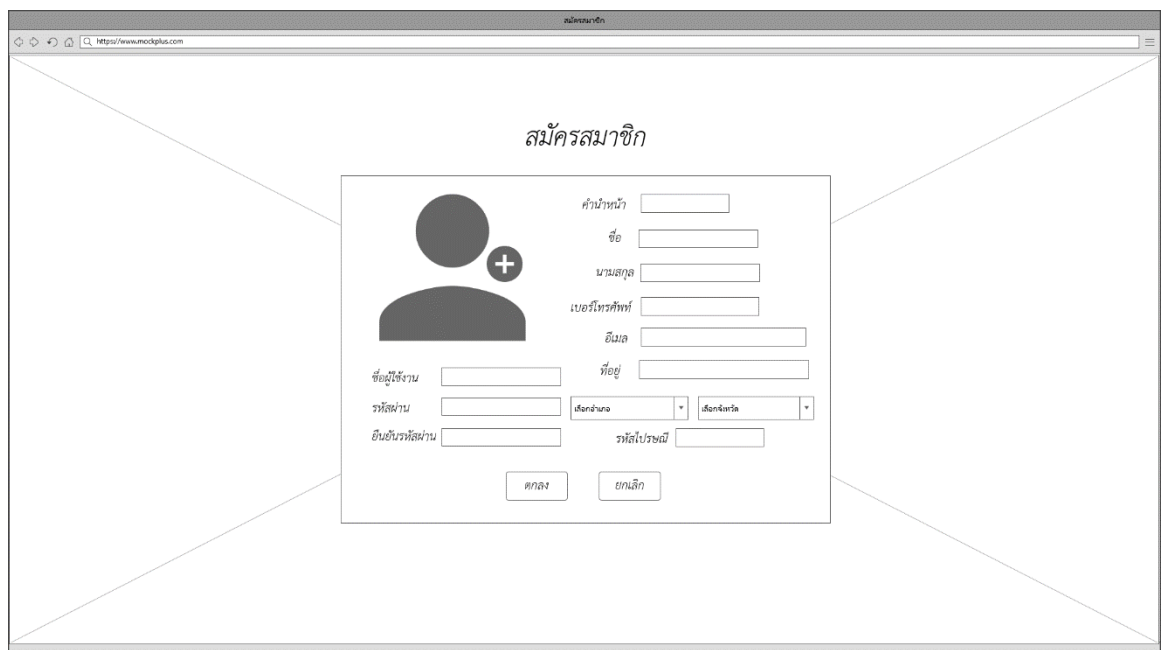 สมัครสมาชิก
https://www.mockplus.com
สมัครสมาชิก
คำนำหน้า
ชื่อ
นามสกุล
เบอร์โทรศัพท์
อีเมล
ที่อยู่
ชื่อผู้ใช้งาน
รหัสผ่าน
เลือกอำเภอ เลือกจังหวัด
ยืนยันรหัสผ่าน
รหัสไปรษณี
ตกลง ยกเลิก